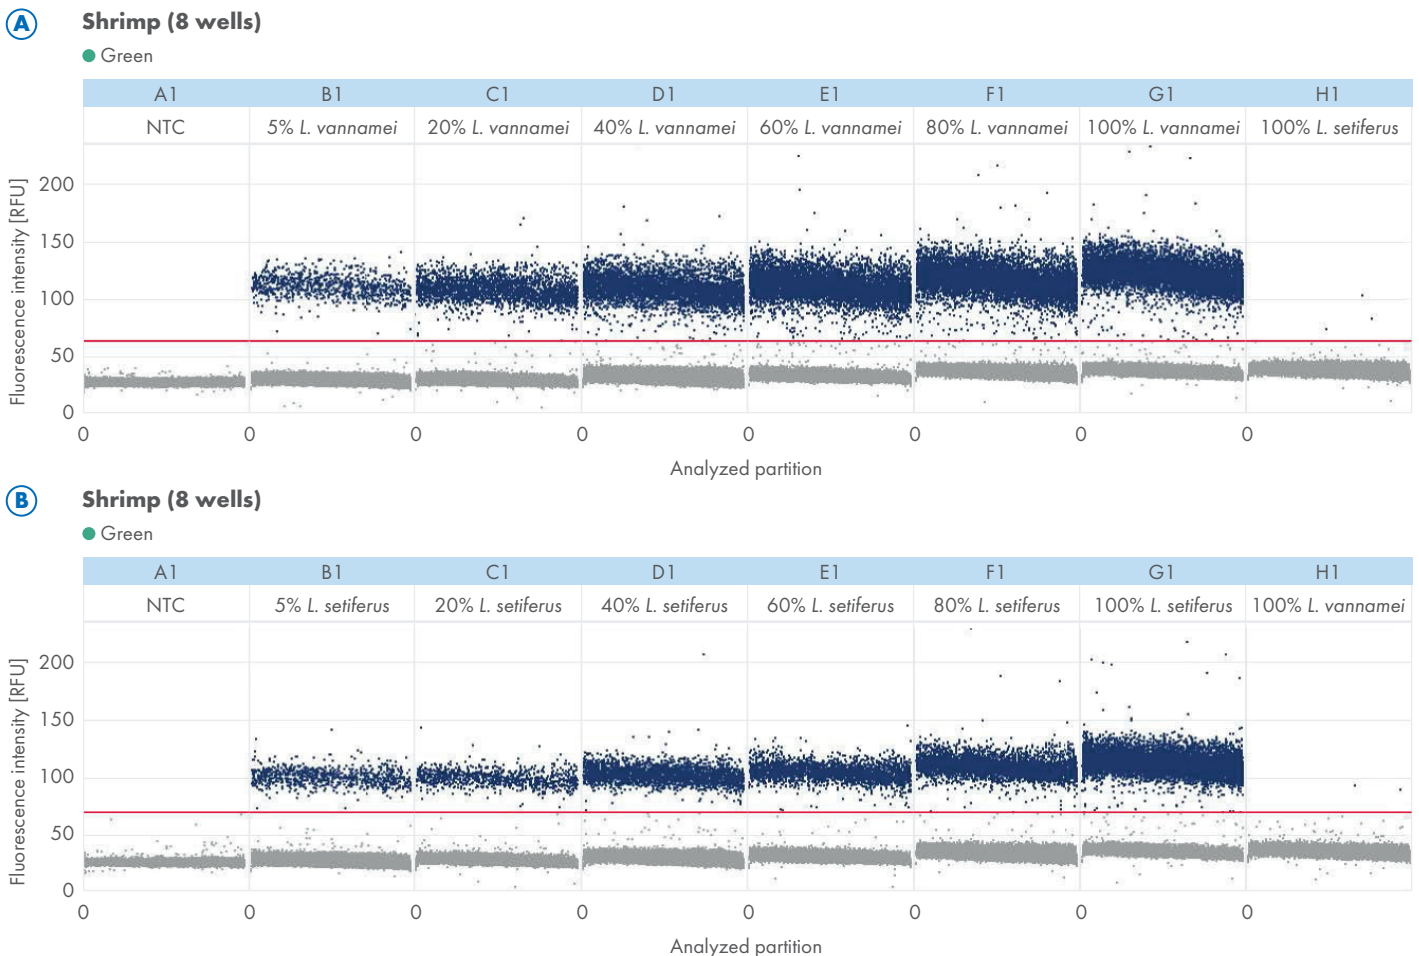 A
Shrimp (8 wells)
Green
A1 B1 C1 D1 E1 F1 G1 H1
NTC 5% L. vannamei 20% L. vannamei 40% L. vannamei 60% L. vannamei 80% L. vannamei 100% L. vannamei 100% L. setiferus
Fluorescence intensity [RFU]
200
150
100
50
0
0 0 0 0 0 0 0 0
Analyzed partition
B
Shrimp (8 wells)
Green
A1 B1 C1 D1 E1 F1 G1 H1
NTC 5% L. setiferus 20% L. setiferus 40% L. setiferus 60% L. setiferus 80% L. setiferus 100% L. setiferus 100% L. vannamei
Fluorescence intensity [RFU]
200
150
100
50
0
0 0 0 0 0 0 0 0
Analyzed partition